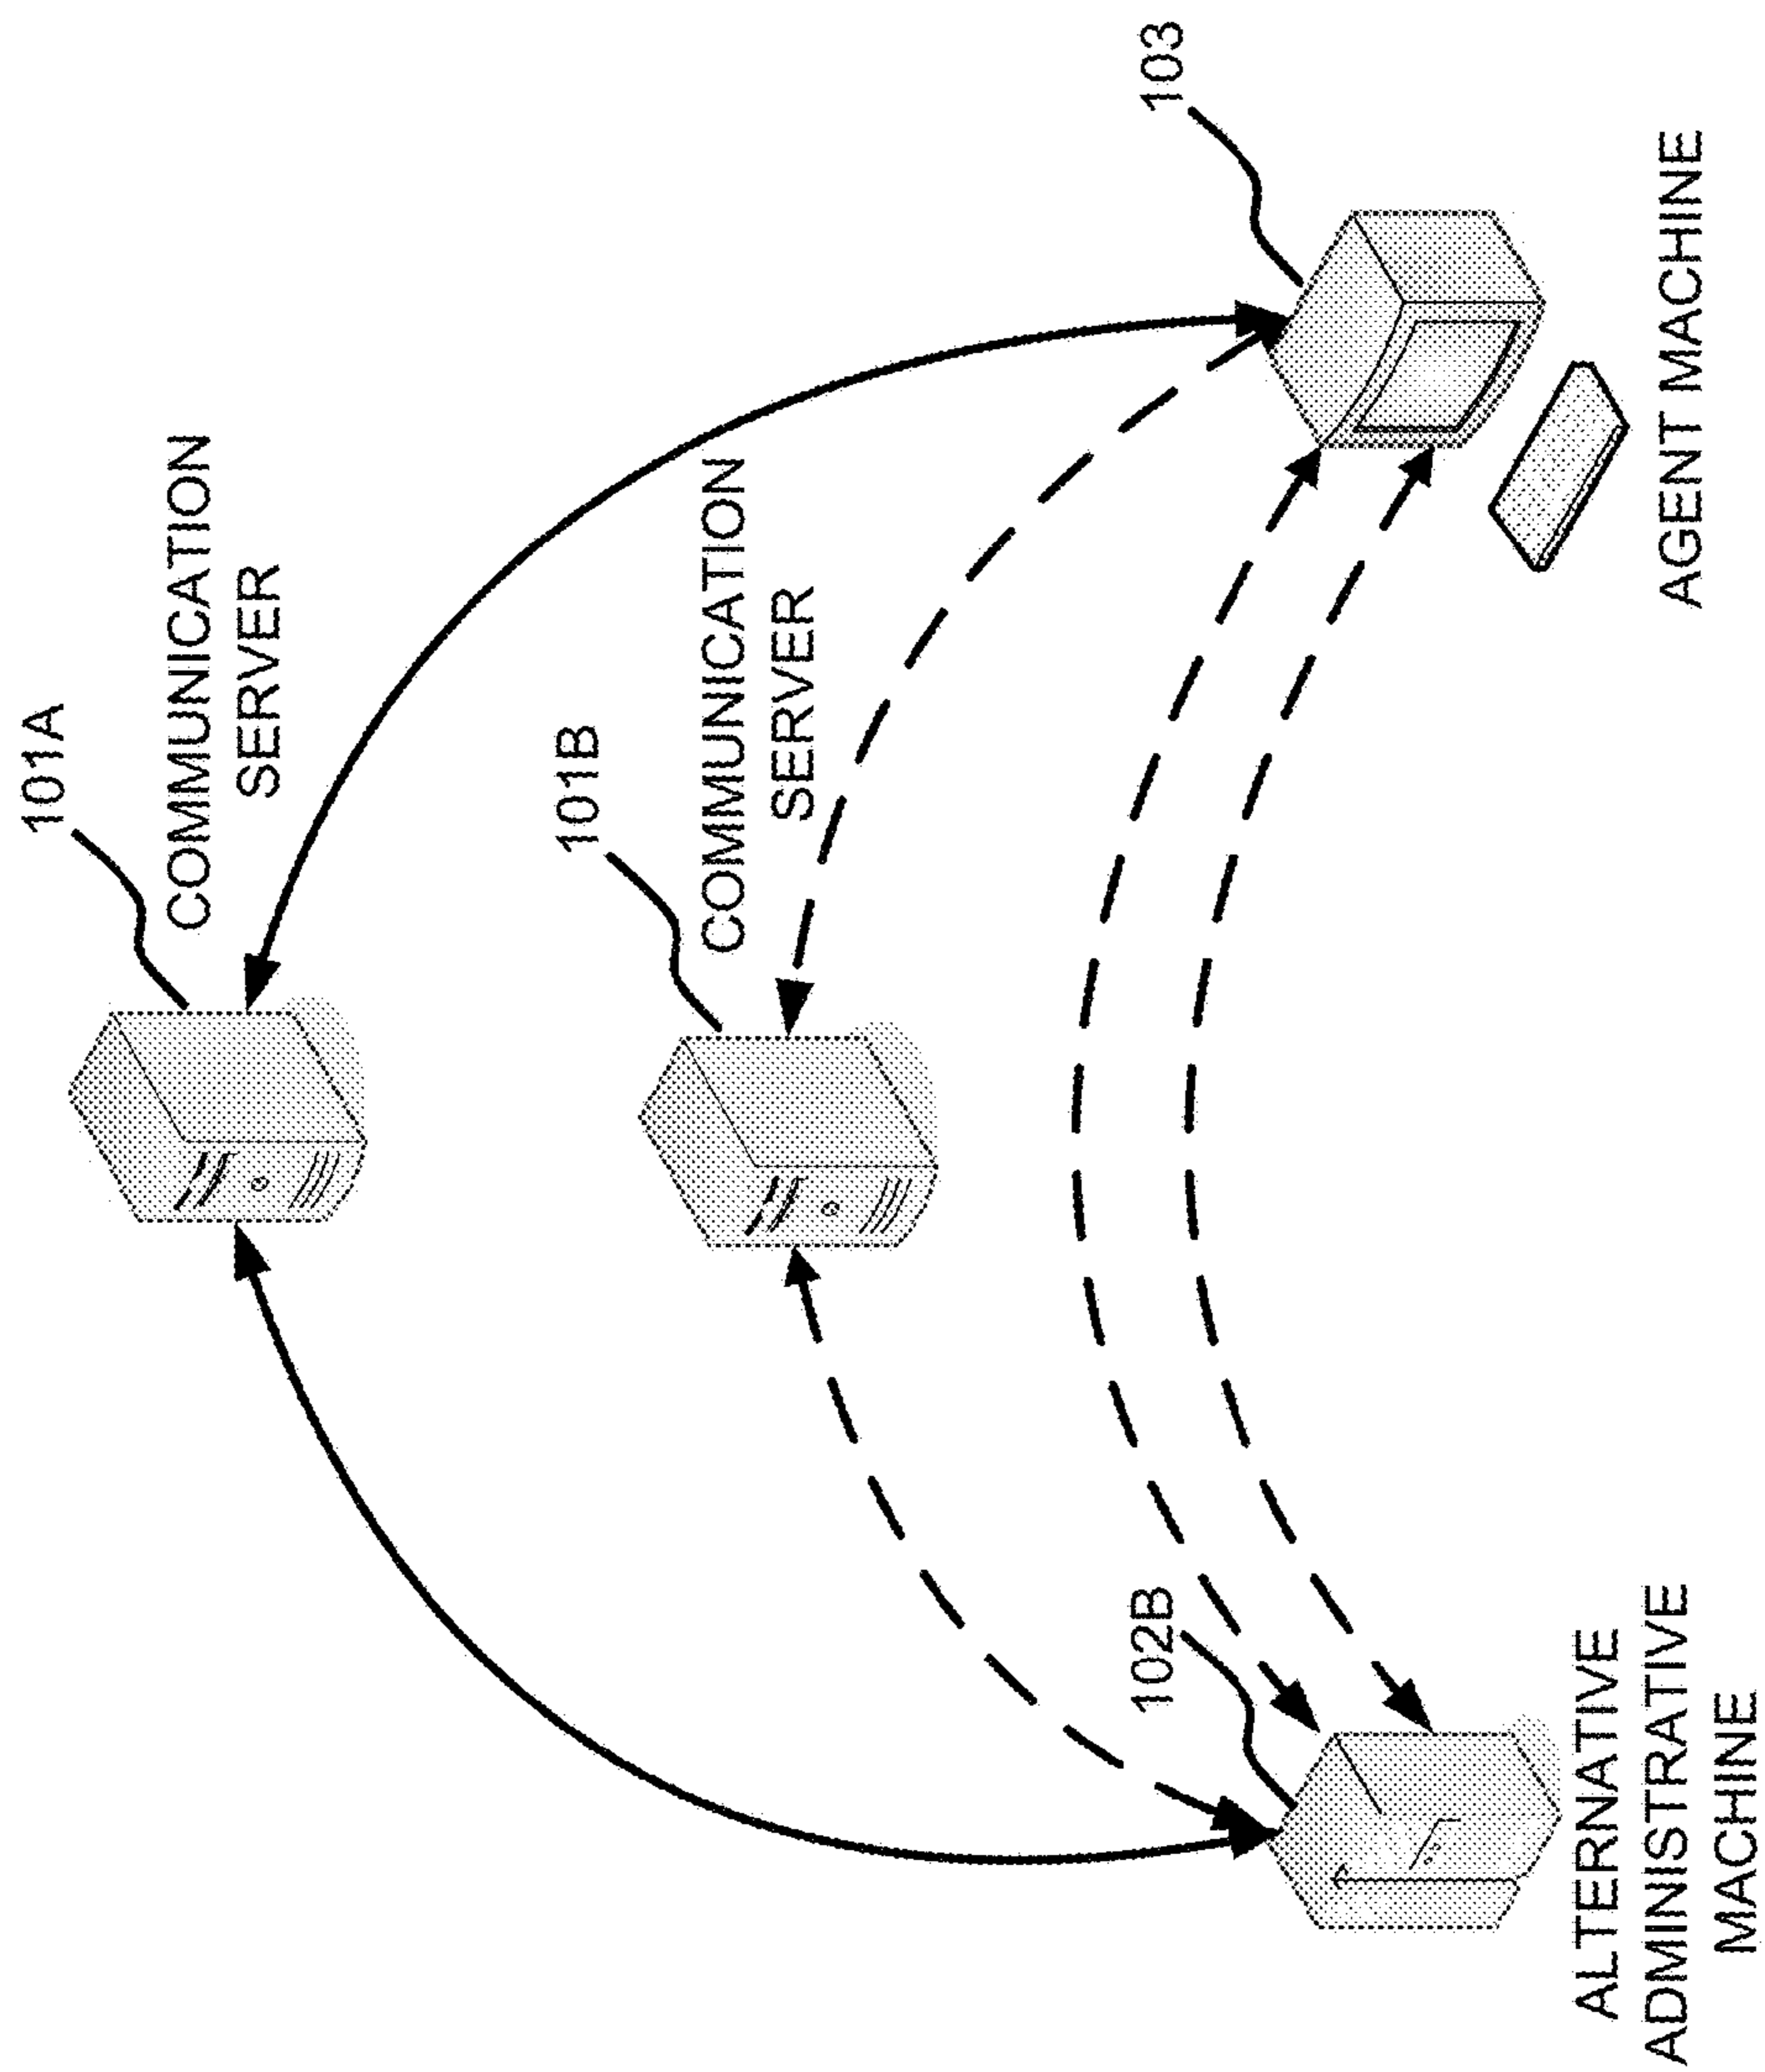 101A
COMMUNICATION
SERVER
101B
COMMUNICATION
SERVER
102B
ALTERNATIVE
ADMINISTRATIVE
MACHINE
103
AGENT MACHINE